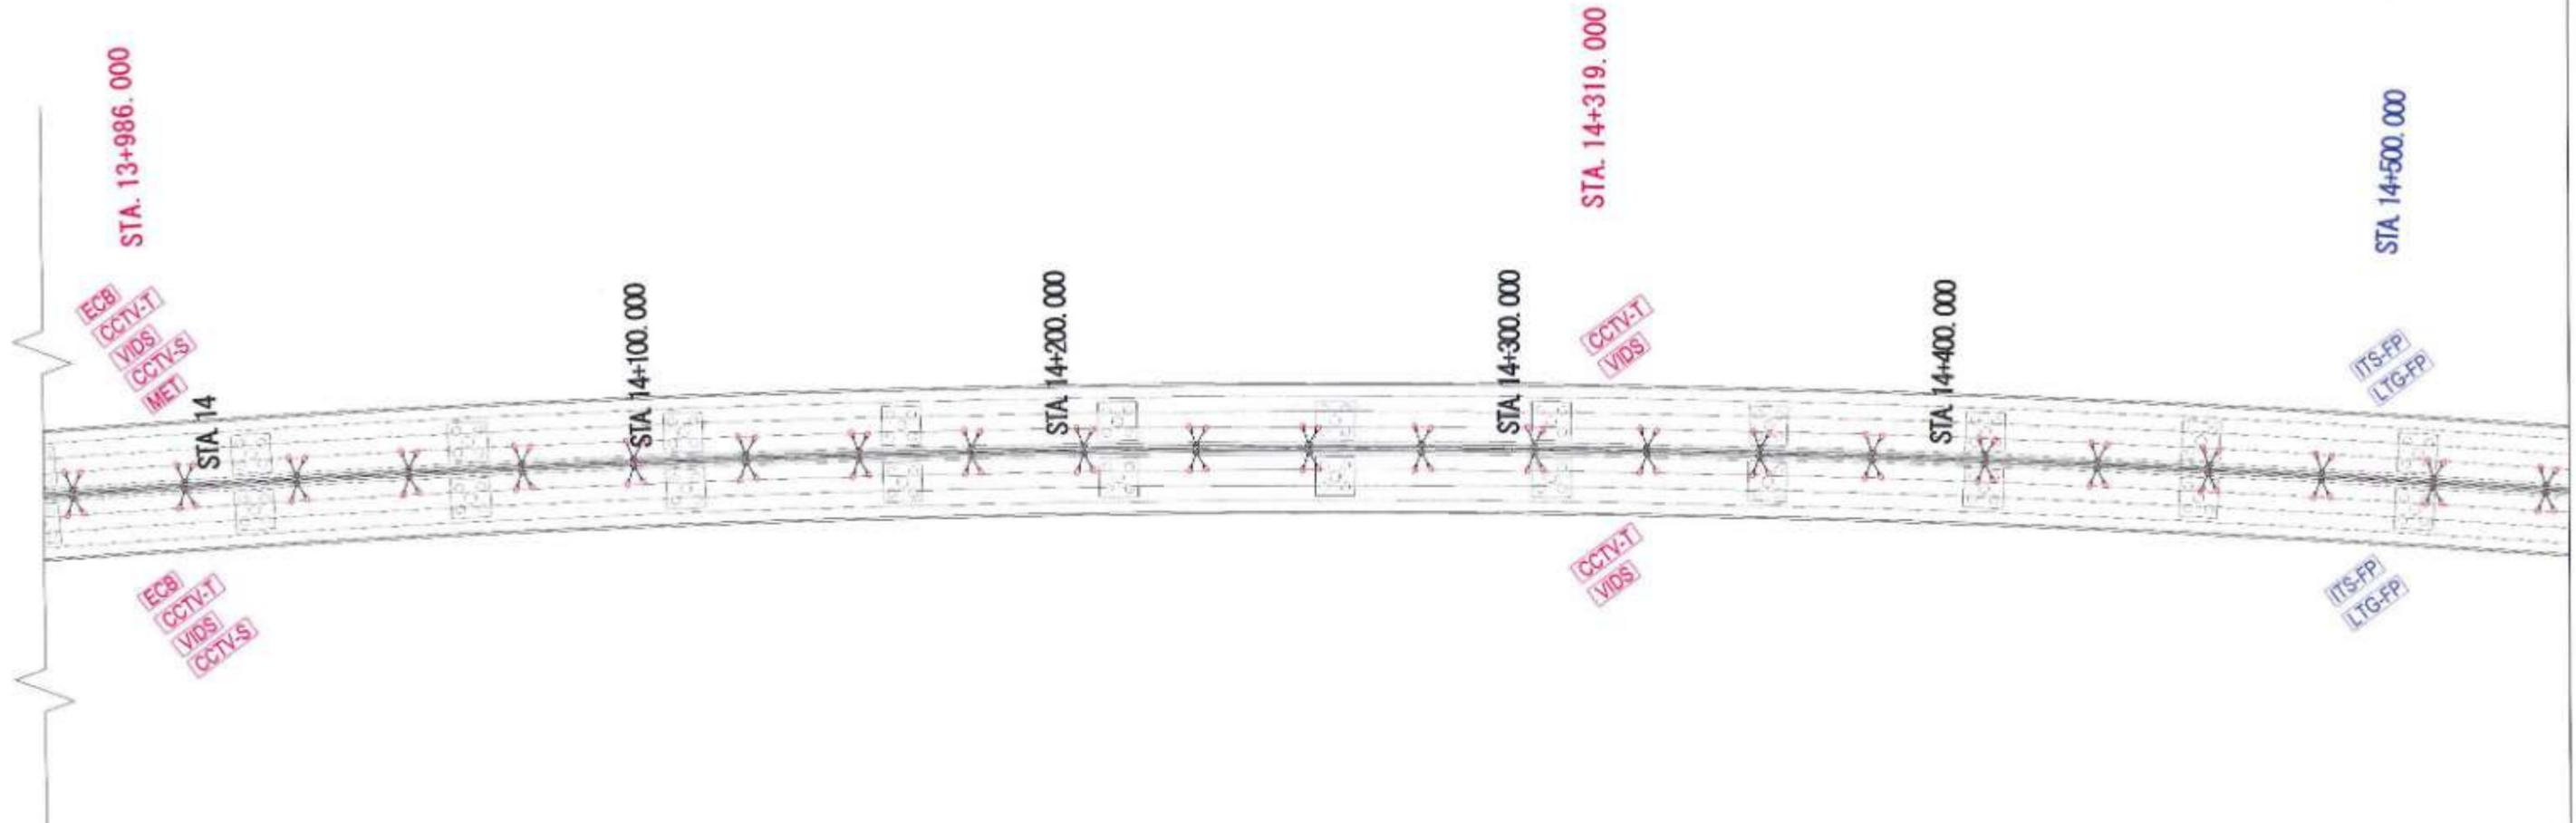 STA. 13+986.000
STA. 14+319.000
STA. 14+500.000
ECB
CCTV-T
VIDS
CCTV-S
MET
STA. 14
STA. 14+100.000
STA. 14+200.000
STA. 14+300.000
CCTV-T
VIDS
STA. 14+400.000
ITS-FP
LTG-FP
ECB
CCTV-T
VIDS
CCTV-S
CCTV-T
VIDS
ITS-FP
LTG-FP